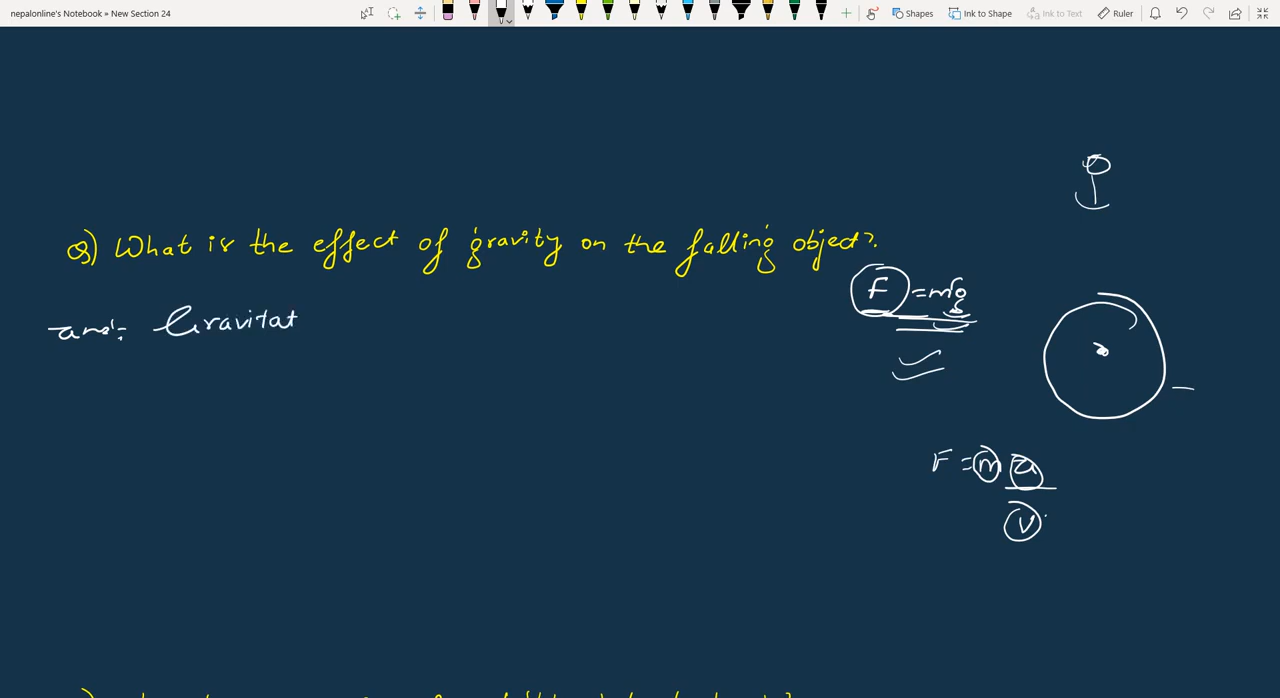 nepalonline's Notebook » New Section 24
Shapes
Ink to Shape
Ink to Text
Ruler
Q) What is the effect of gravity on the falling object?
F = mg
ans:- Gravitat
F = m a
v